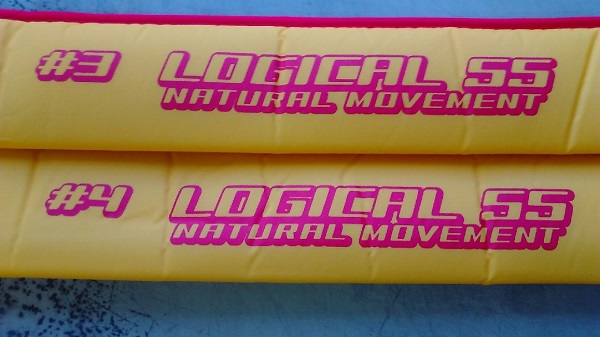 #3 LOGICAL 55
NATURAL MOVEMENT
#4 LOGICAL 55
NATURAL MOVEMENT